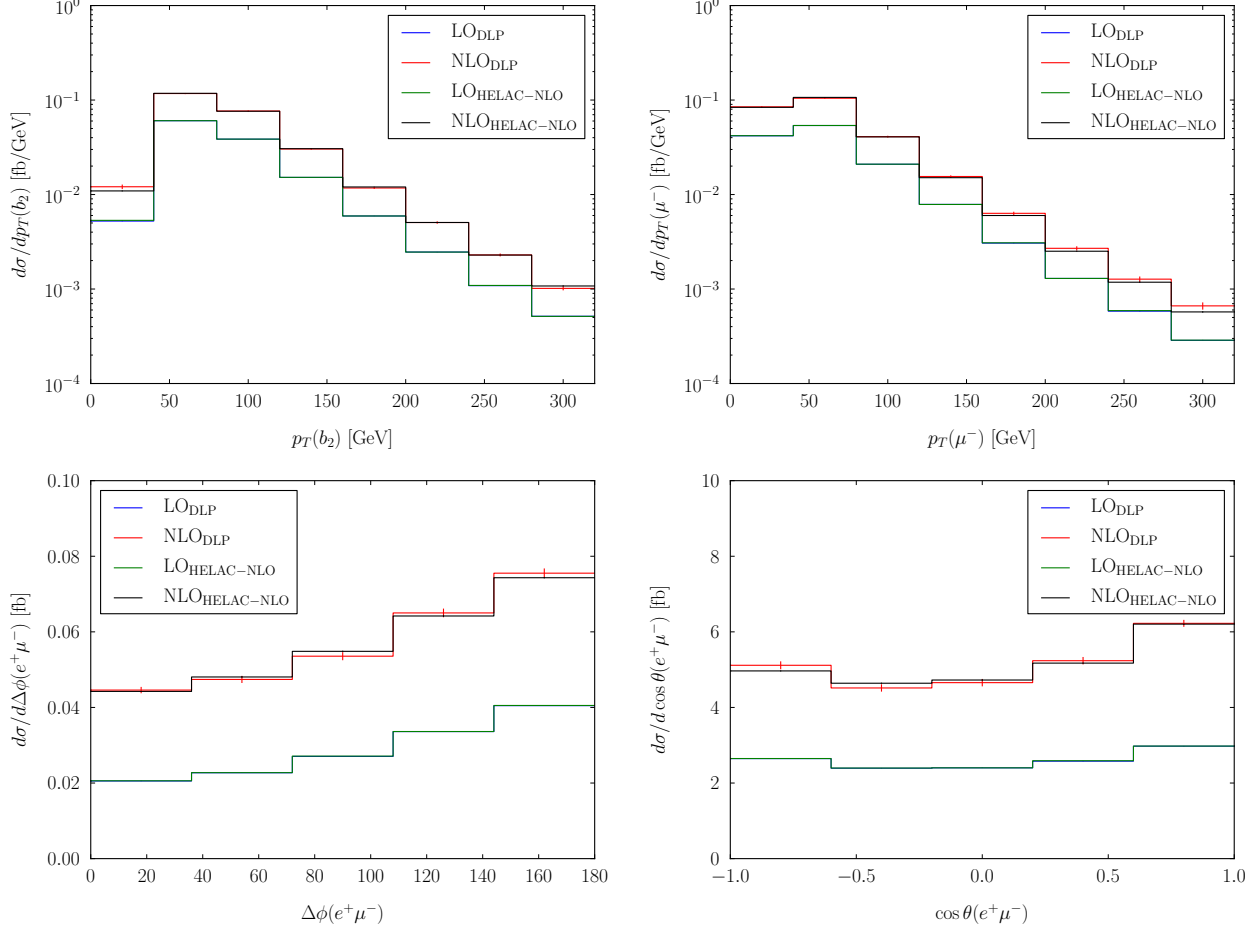 10^0
10^{-1}
10^{-2}
10^{-3}
10^{-4}
dσ/dp_T(b_2) [fb/GeV]
LO_DLP
NLO_DLP
LO_HELAC−NLO
NLO_HELAC−NLO
0 50 100 150 200 250 300
p_T(b_2) [GeV]
10^0
10^{-1}
10^{-2}
10^{-3}
10^{-4}
dσ/dp_T(μ^−) [fb/GeV]
LO_DLP
NLO_DLP
LO_HELAC−NLO
NLO_HELAC−NLO
0 50 100 150 200 250 300
p_T(μ^−) [GeV]
0.10
0.08
0.06
0.04
0.02
0.00
dσ/dΔϕ(e^+μ^−) [fb]
LO_DLP
NLO_DLP
LO_HELAC−NLO
NLO_HELAC−NLO
0 20 40 60 80 100 120 140 160 180
Δϕ(e^+μ^−)
10
8
6
4
2
0
dσ/d cos θ(e^+μ^−) [fb]
LO_DLP
NLO_DLP
LO_HELAC−NLO
NLO_HELAC−NLO
−1.0 −0.5 0.0 0.5 1.0
cos θ(e^+μ^−)